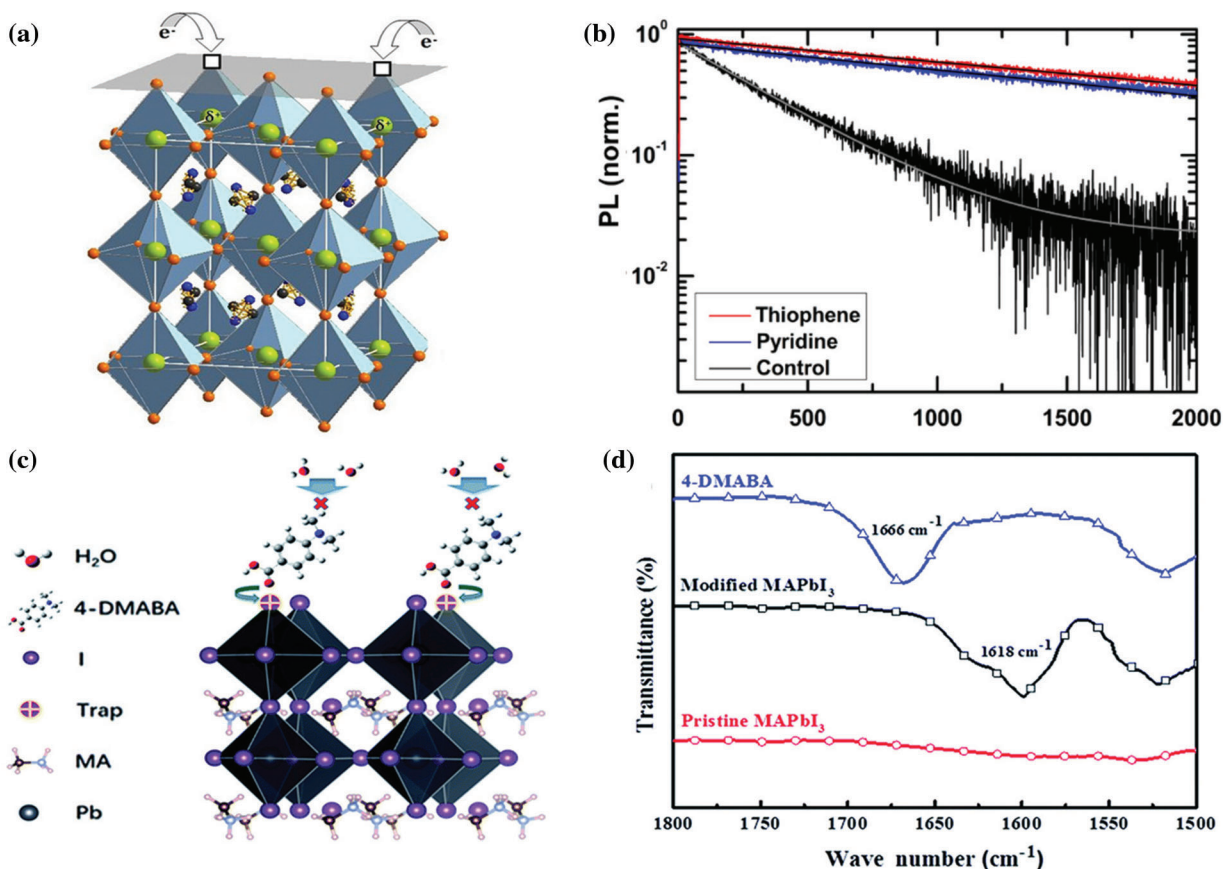 (a)
e-
e-
δ+
δ+
(b)
PL (norm.)
10⁰
10⁻¹
10⁻²
Thiophene
Pyridine
Control
0
500
1000
1500
2000
(c)
H₂O
4-DMABA
I
Trap
MA
Pb
(d)
Transmittance (%)
4-DMABA
1666 cm⁻¹
Modified MAPbI₃
1618 cm⁻¹
Pristine MAPbI₃
1800 1750 1700 1650 1600 1550 1500
Wave number (cm⁻¹)